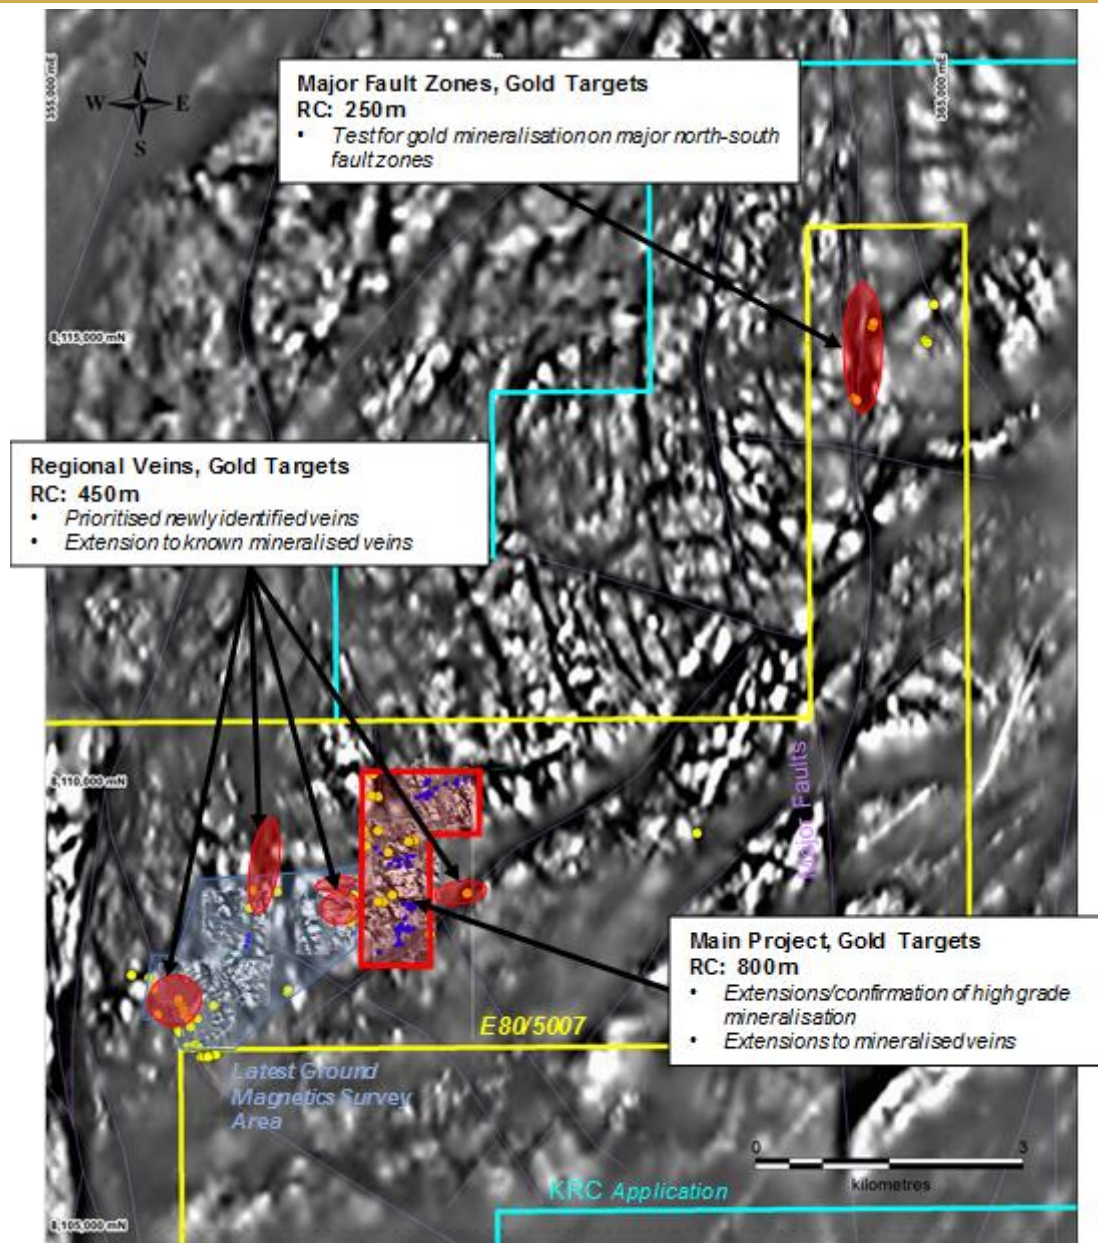 355,000 mE
365,000 mE
N
W E
S
Major Fault Zones, Gold Targets
RC: 250m
• Test for gold mineralisation on major north-south
fault zones
8,115,000 mN
Regional Veins, Gold Targets
RC: 450m
• Prioritised newly identified veins
• Extension to known mineralised veins
Major Faults
8,110,000 mN
Main Project, Gold Targets
RC: 800m
• Extensions/confirmation of high grade
mineralisation
• Extensions to mineralised veins
E80/5007
Latest Ground
Magnetics Survey
Area
0 3
kilometres
KRC Application
8,105,000 mN